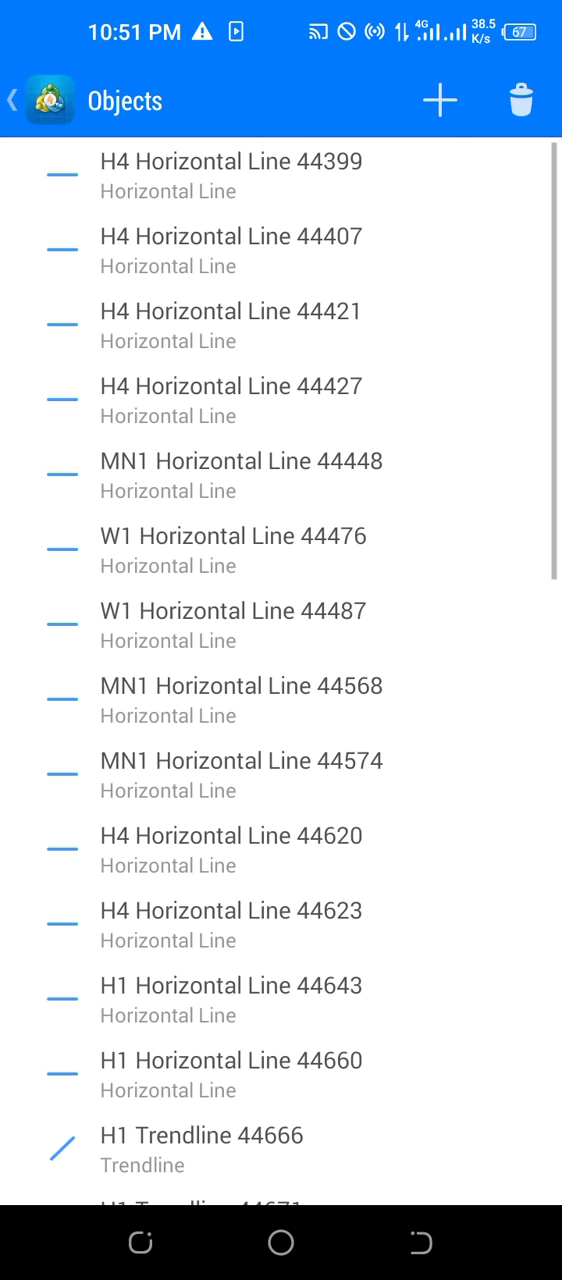 10:51 PM
4G
38.5
K/s
67
Objects
H4 Horizontal Line 44399
Horizontal Line
H4 Horizontal Line 44407
Horizontal Line
H4 Horizontal Line 44421
Horizontal Line
H4 Horizontal Line 44427
Horizontal Line
MN1 Horizontal Line 44448
Horizontal Line
W1 Horizontal Line 44476
Horizontal Line
W1 Horizontal Line 44487
Horizontal Line
MN1 Horizontal Line 44568
Horizontal Line
MN1 Horizontal Line 44574
Horizontal Line
H4 Horizontal Line 44620
Horizontal Line
H4 Horizontal Line 44623
Horizontal Line
H1 Horizontal Line 44643
Horizontal Line
H1 Horizontal Line 44660
Horizontal Line
H1 Trendline 44666
Trendline